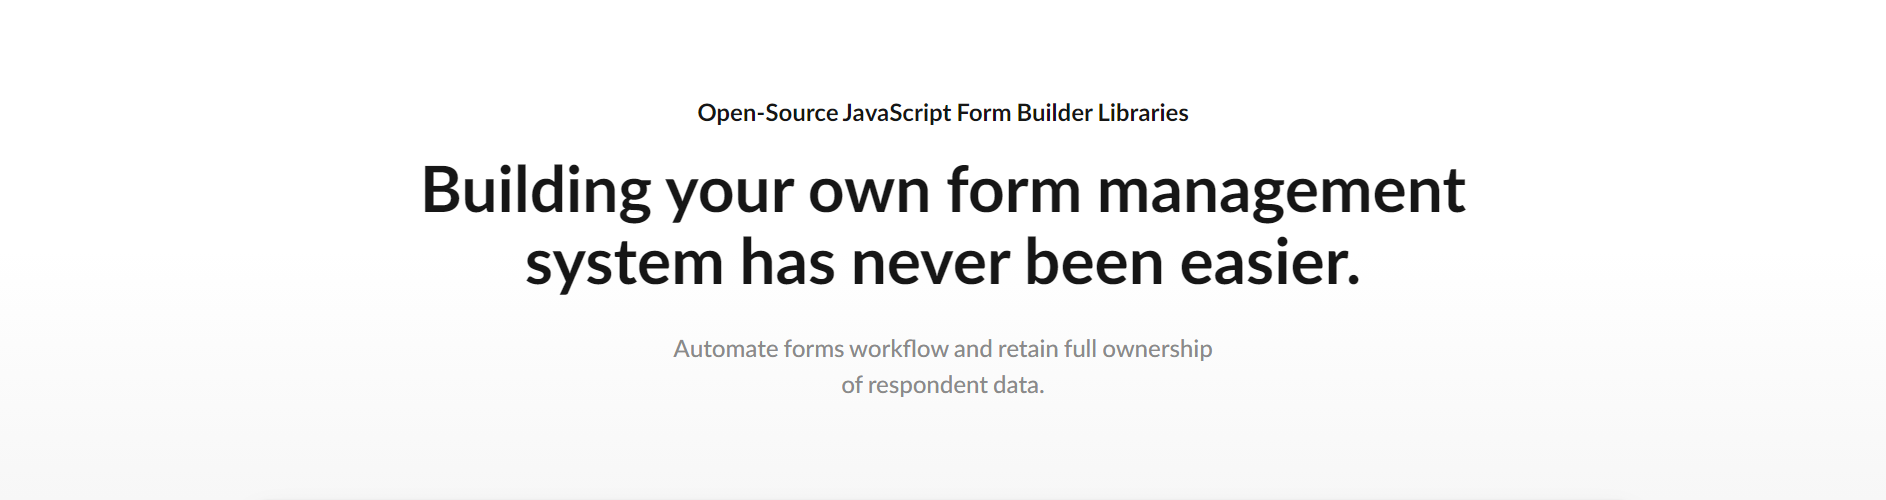 Open-Source JavaScript Form Builder Libraries
Building your own form management
system has never been easier.
Automate forms workflow and retain full ownership
of respondent data.